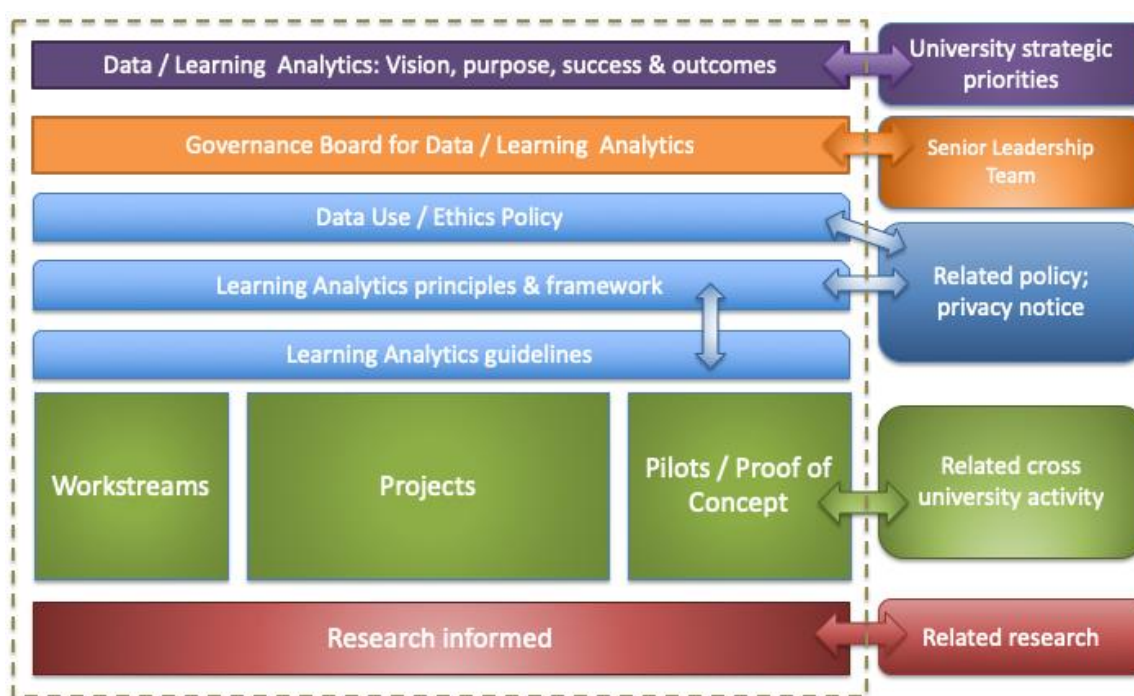 Data / Learning Analytics: Vision, purpose, success & outcomes
University strategic
priorities
Governance Board for Data / Learning Analytics
Senior Leadership
Team
Data Use / Ethics Policy
Learning Analytics principles & framework
Related policy;
privacy notice
Learning Analytics guidelines
Workstreams
Projects
Pilots / Proof of
Concept
Related cross
university activity
Research informed
Related research